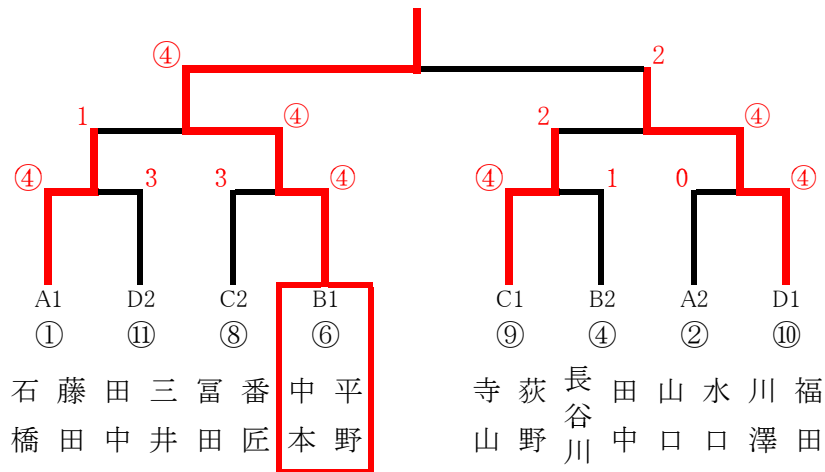 ④ 2
1 ④ 2 ④
④ 3 3 ④ ④ 1 0 ④
A1 D2 C2 B1 C1 B2 A2 D1
① ⑪ ⑧ ⑥ ⑨ ④ ② ⑩
石橋 藤田 田中 三井 冨田 番匠 中本 平野 寺山 荻野 長谷川 田中 山口 水口 川澤 福田